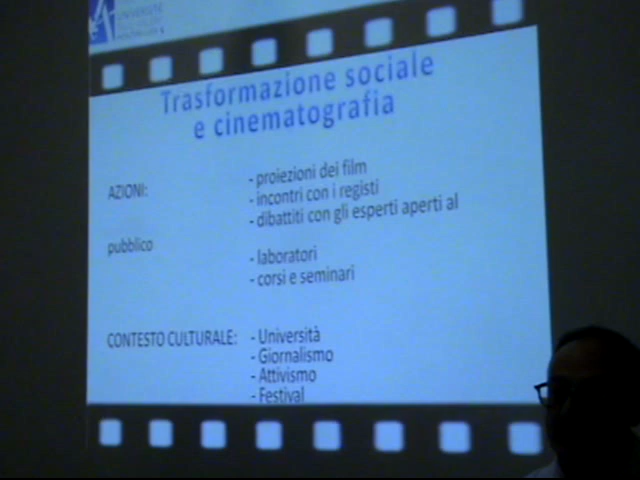 UNIVERSITÉ
Trasformazione sociale
e cinematografia
AZIONI: - proiezioni dei film
- incontri con i registi
- dibattiti con gli esperti aperti al
pubblico
- laboratori
- corsi e seminari
CONTESTO CULTURALE: - Università
- Giornalismo
- Attivismo
- Festival